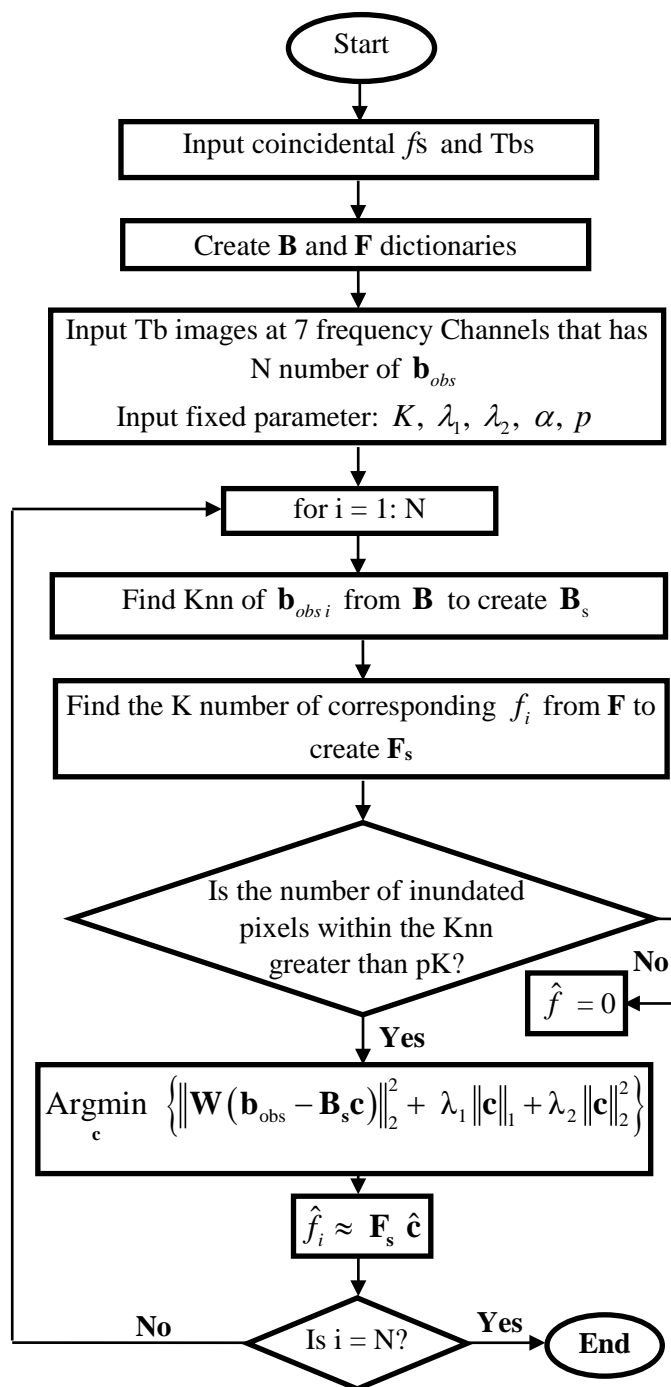 Start
Input coincidental fs and Tbs
Create B and F dictionaries
Input Tb images at 7 frequency Channels that has
N number of b_obs
Input fixed parameter: K, λ₁, λ₂, α, p
for i = 1: N
Find Knn of b_obs i from B to create B_s
Find the K number of corresponding f_i from F to
create F_s
Is the number of inundated
pixels within the Knn
greater than pK?
No
f̂ = 0
Yes
Argmin_c {‖W(b_obs − B_s c)‖₂² + λ₁‖c‖₁ + λ₂‖c‖₂²}
f̂_i ≈ F_s ĉ
No
Is i = N?
Yes
End